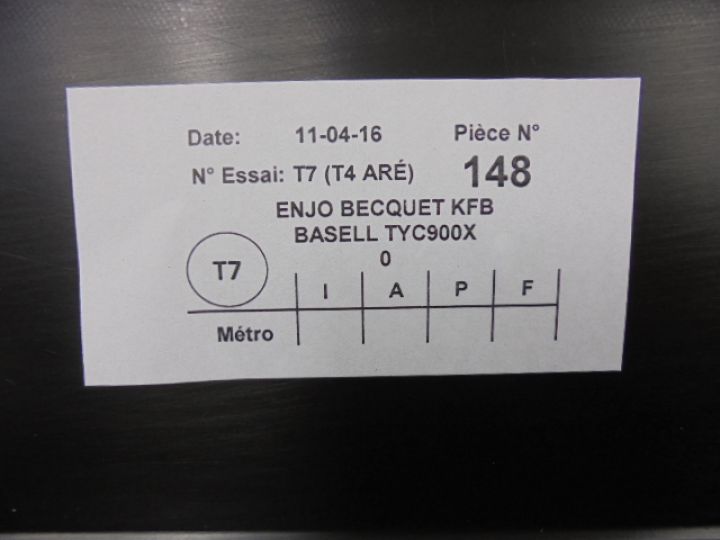 Date: 11-04-16 Pièce N°
N° Essai: T7 (T4 ARÉ) 148
ENJO BECQUET KFB
BASELL TYC900X
0
T7 I A P F
Métro